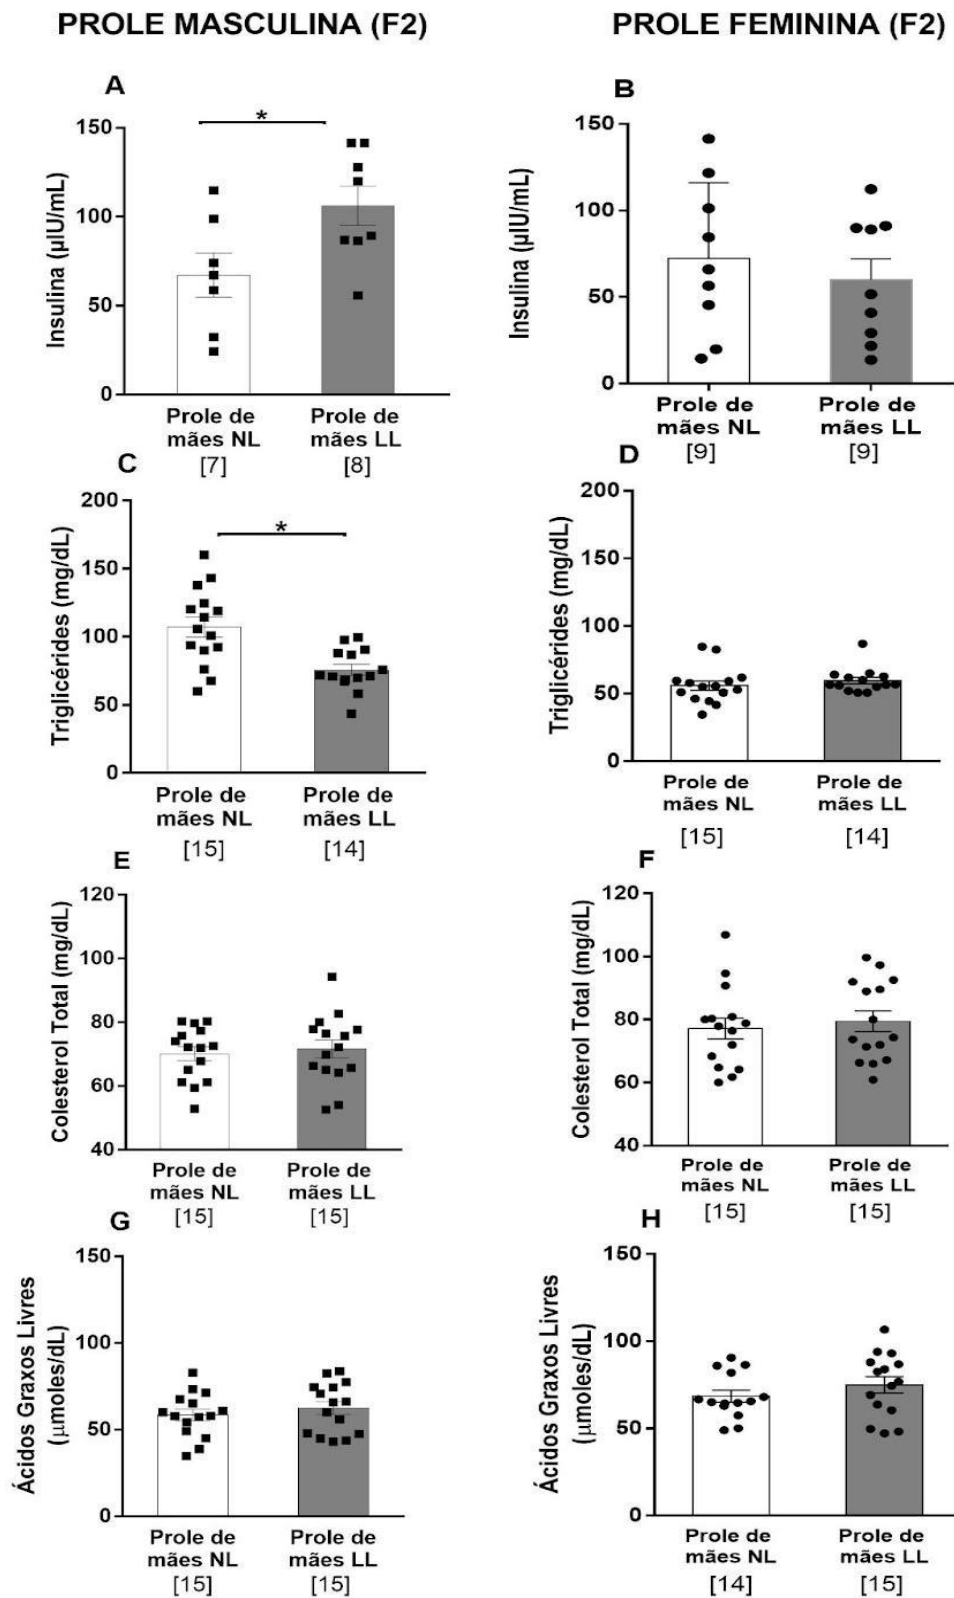 PROLE MASCULINA (F2)
PROLE FEMININA (F2)
A
*
Insulina (µIU/mL)
150
100
50
0
Prole de
mães NL
[7]
Prole de
mães LL
[8]
B
Insulina (µIU/mL)
150
100
50
0
Prole de
mães NL
[9]
Prole de
mães LL
[9]
C
*
Triglicérides (mg/dL)
200
150
100
50
0
Prole de
mães NL
[15]
Prole de
mães LL
[14]
D
Triglicérides (mg/dL)
200
150
100
50
0
Prole de
mães NL
[15]
Prole de
mães LL
[14]
E
Colesterol Total (mg/dL)
120
100
80
60
40
Prole de
mães NL
[15]
Prole de
mães LL
[15]
F
Colesterol Total (mg/dL)
120
100
80
60
40
Prole de
mães NL
[15]
Prole de
mães LL
[15]
G
Ácidos Graxos Livres
(µmoles/dL)
150
100
50
0
Prole de
mães NL
[15]
Prole de
mães LL
[15]
H
Ácidos Graxos Livres
(µmoles/dL)
150
100
50
0
Prole de
mães NL
[14]
Prole de
mães LL
[15]